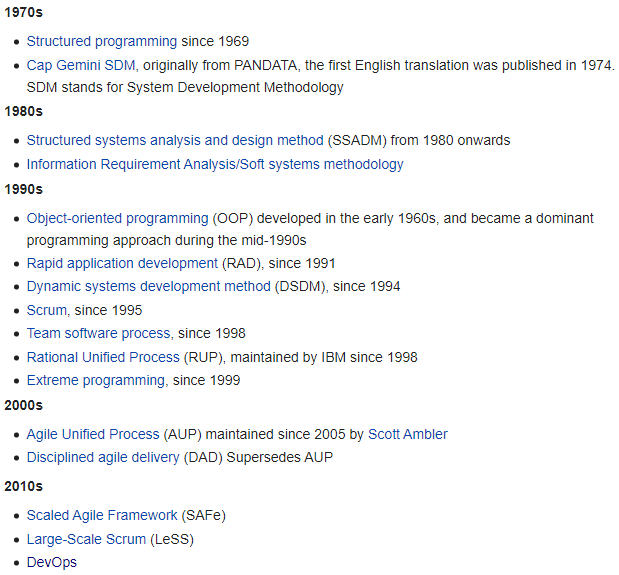 1970s
• Structured programming since 1969
• Cap Gemini SDM, originally from PANDATA, the first English translation was published in 1974.
SDM stands for System Development Methodology
1980s
• Structured systems analysis and design method (SSADM) from 1980 onwards
• Information Requirement Analysis/Soft systems methodology
1990s
• Object-oriented programming (OOP) developed in the early 1960s, and became a dominant
programming approach during the mid-1990s
• Rapid application development (RAD), since 1991
• Dynamic systems development method (DSDM), since 1994
• Scrum, since 1995
• Team software process, since 1998
• Rational Unified Process (RUP), maintained by IBM since 1998
• Extreme programming, since 1999
2000s
• Agile Unified Process (AUP) maintained since 2005 by Scott Ambler
• Disciplined agile delivery (DAD) Supersedes AUP
2010s
• Scaled Agile Framework (SAFe)
• Large-Scale Scrum (LeSS)
• DevOps